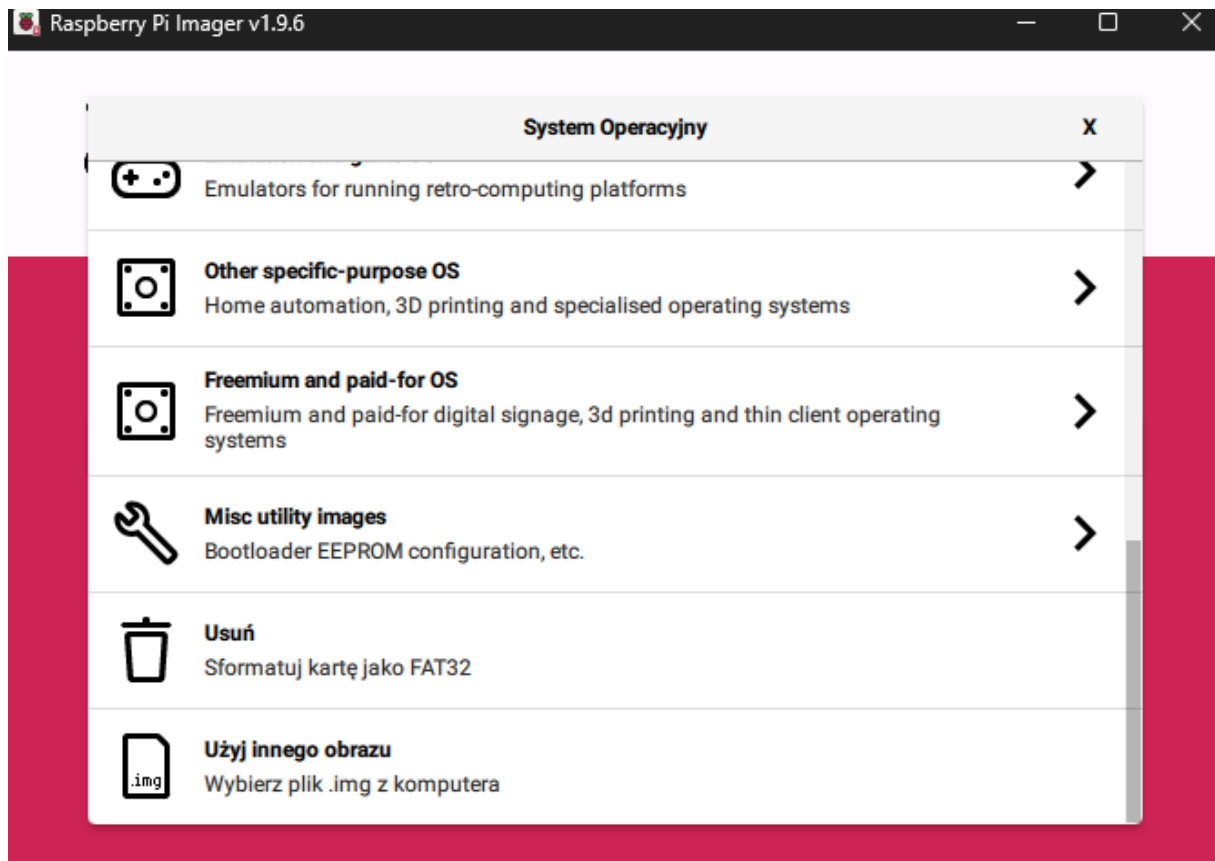 Raspberry Pi Imager v1.9.6
System Operacyjny
X
Emulators for running retro-computing platforms
Other specific-purpose OS
Home automation, 3D printing and specialised operating systems
Freemium and paid-for OS
Freemium and paid-for digital signage, 3d printing and thin client operating
systems
Misc utility images
Bootloader EEPROM configuration, etc.
Usuń
Sformatuj kartę jako FAT32
.img
Użyj innego obrazu
Wybierz plik .img z komputera